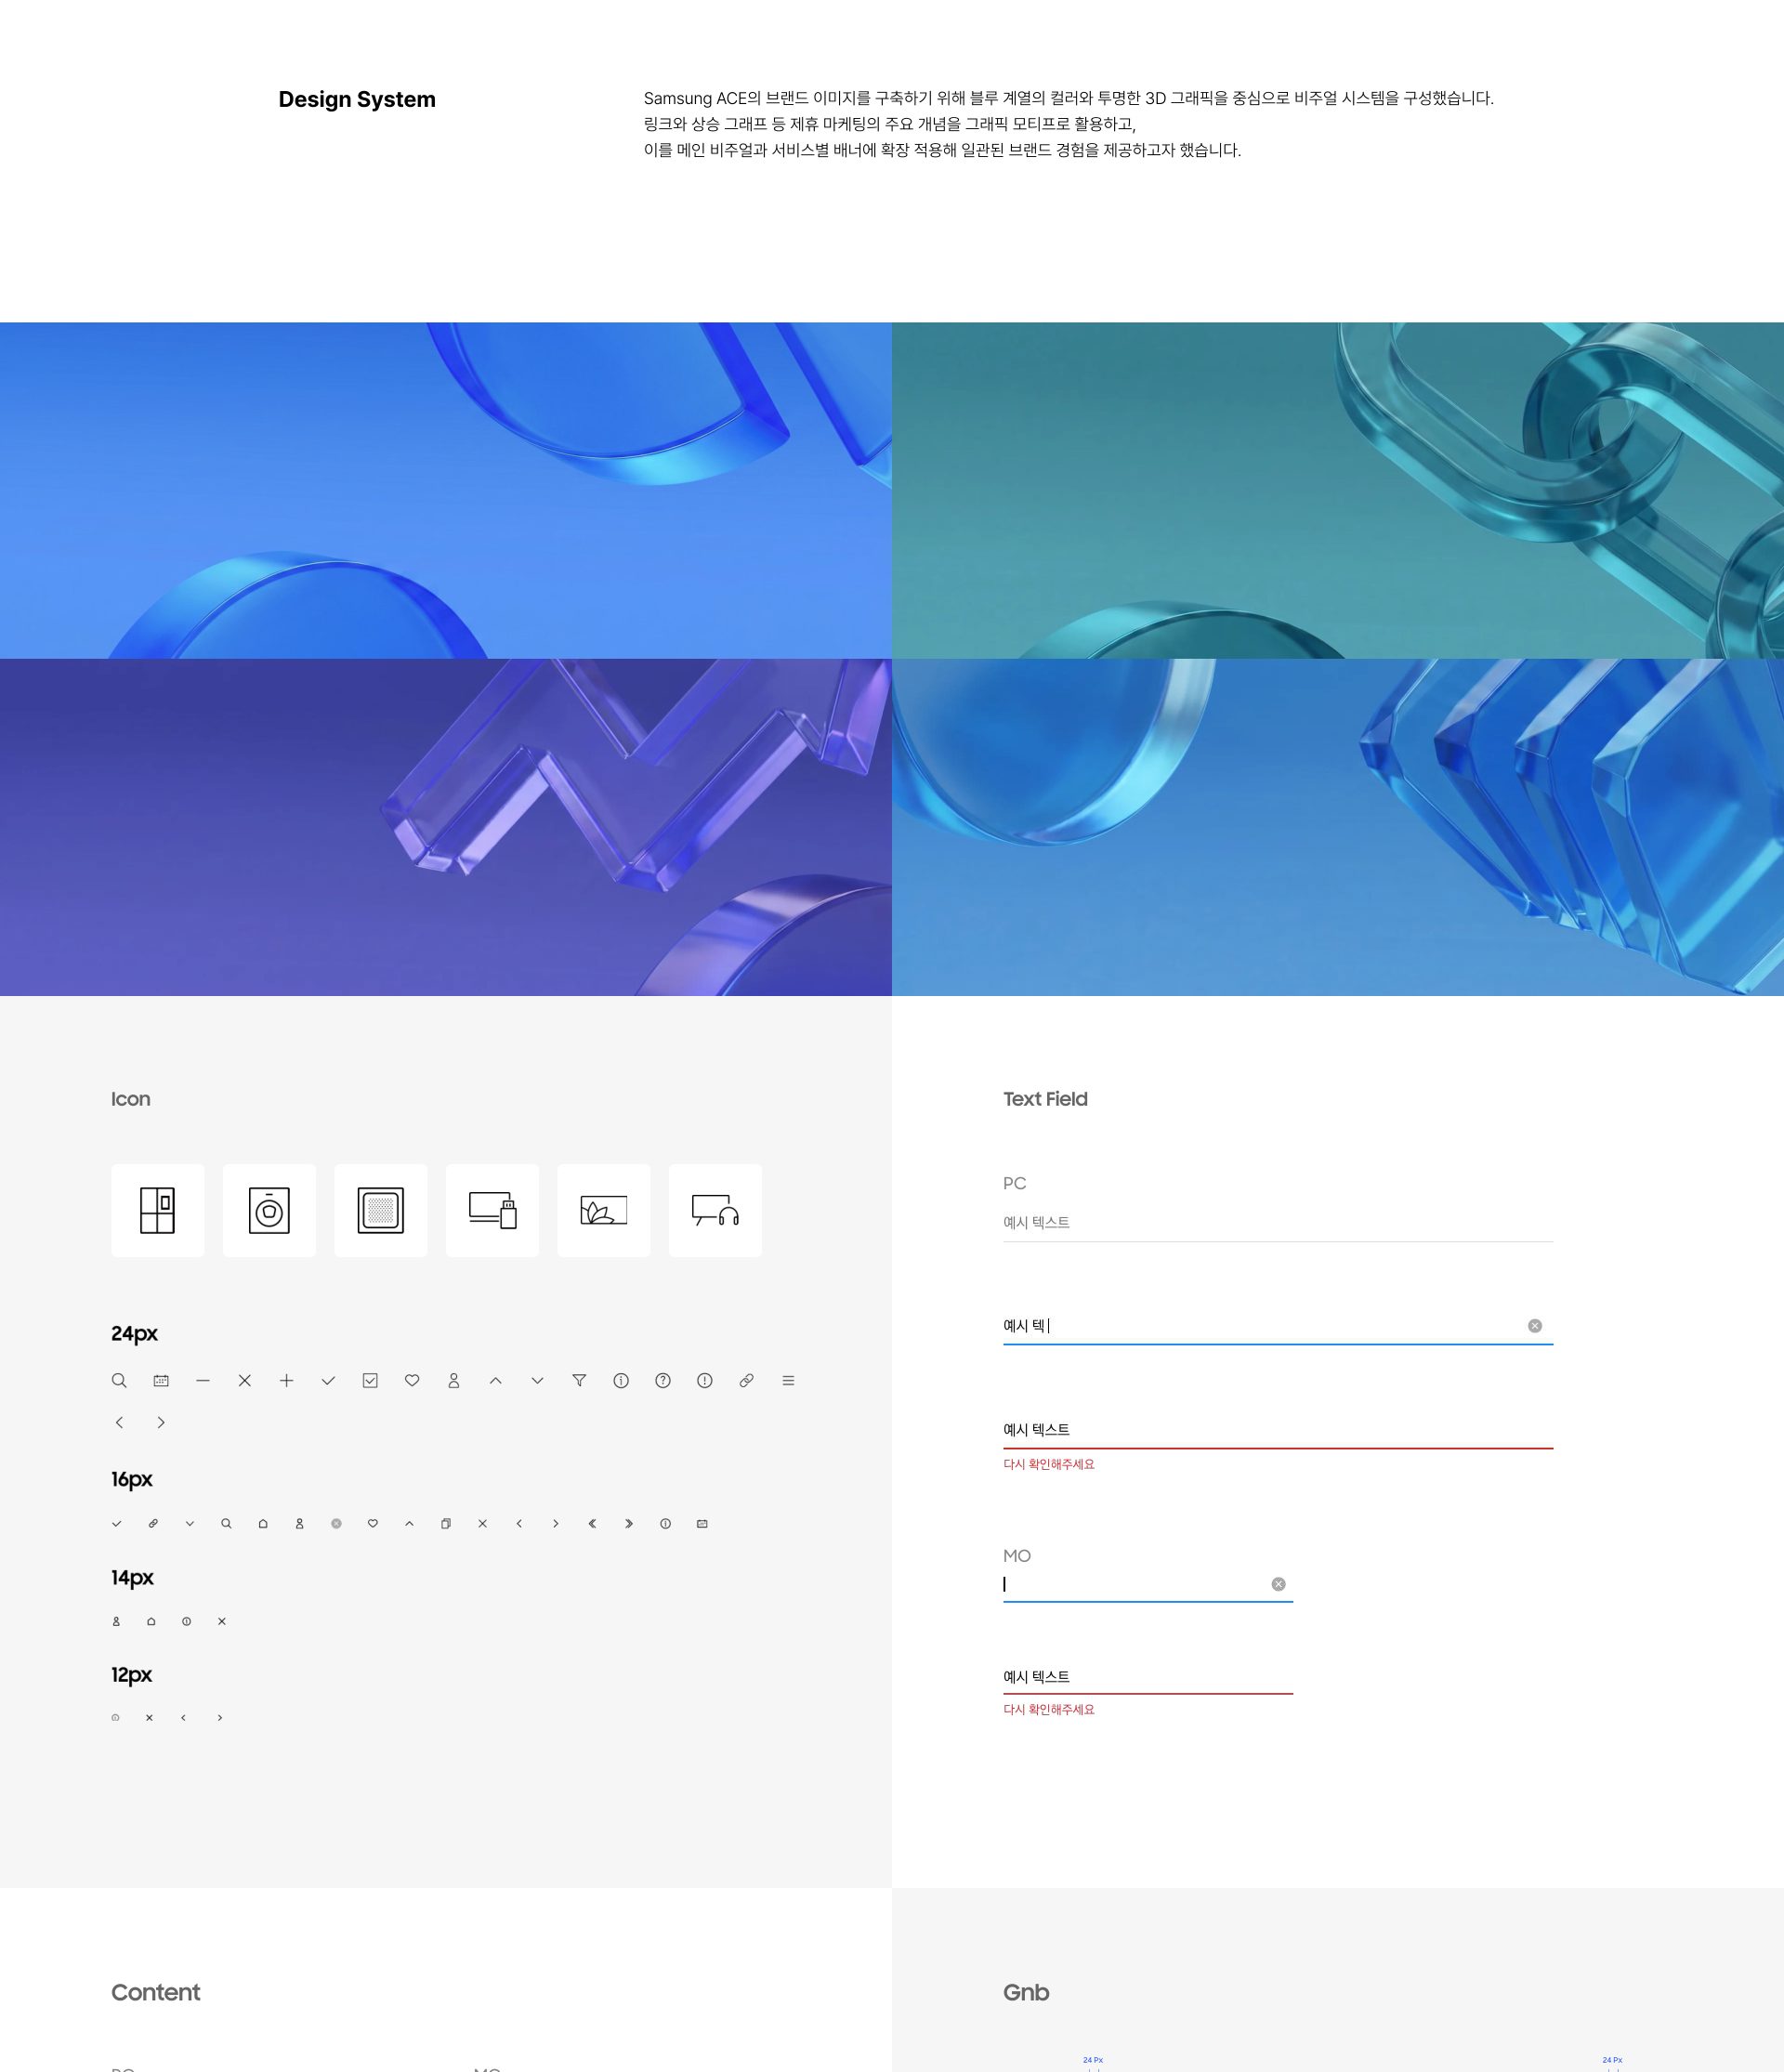 Design System
Samsung ACE의 브랜드 이미지를 구축하기 위해 블루 계열의 컬러와 투명한 3D 그래픽을 중심으로 비주얼 시스템을 구성했습니다.
링크와 상승 그래프 등 제휴 마케팅의 주요 개념을 그래픽 모티프로 활용하고,
이를 메인 비주얼과 서비스별 배너에 확장 적용해 일관된 브랜드 경험을 제공하고자 했습니다.
Icon
24px
16px
14px
12px
Text Field
PC
예시 텍스트
예시 텍
예시 텍스트
다시 확인해주세요
MO
예시 텍스트
다시 확인해주세요
Content
Gnb
24 Px
24 Px